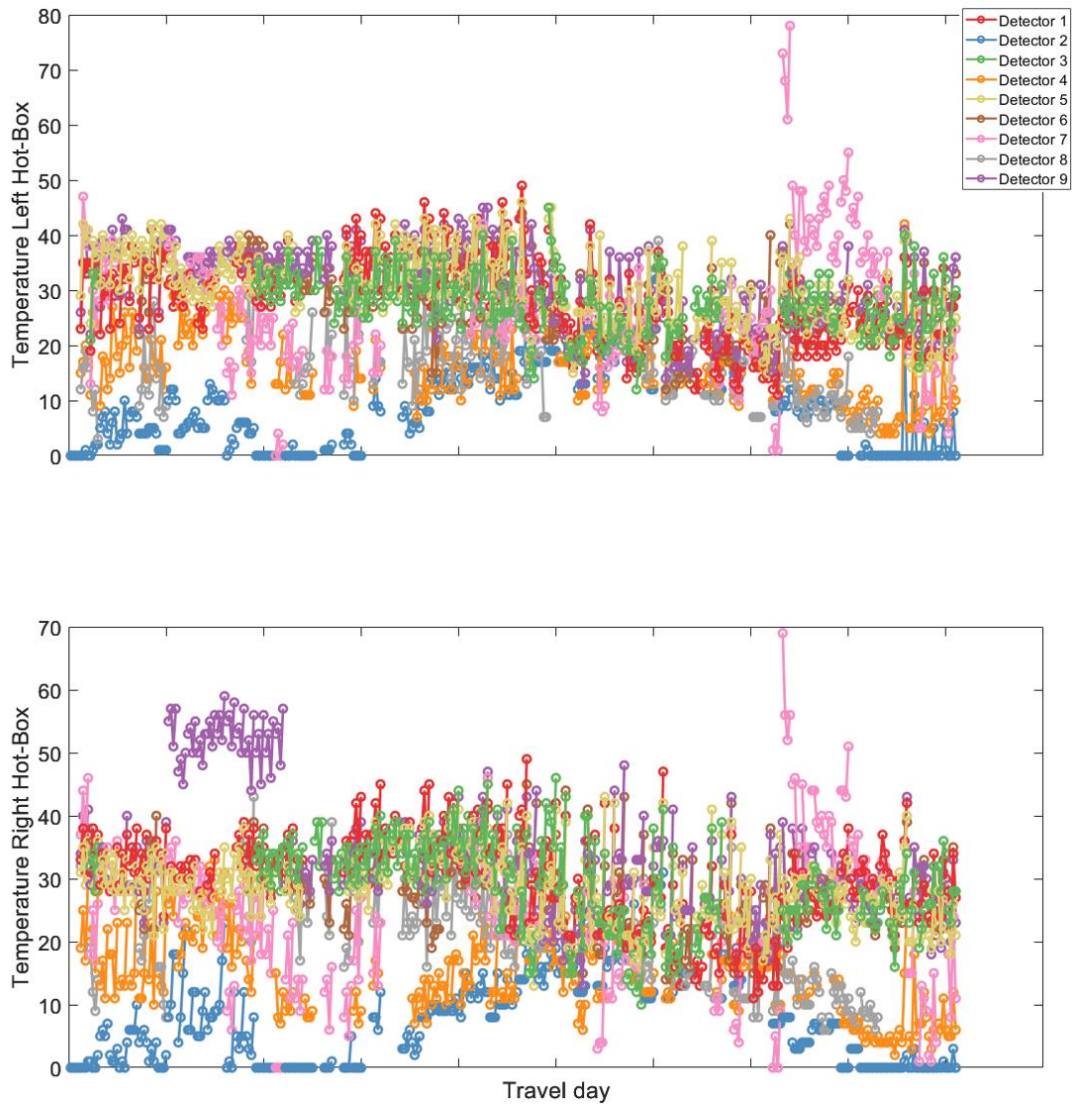 80
70
60
50
40
30
20
10
0
Temperature Left Hot-Box
Detector 1
Detector 2
Detector 3
Detector 4
Detector 5
Detector 6
Detector 7
Detector 8
Detector 9
70
60
50
40
30
20
10
0
Temperature Right Hot-Box
Travel day